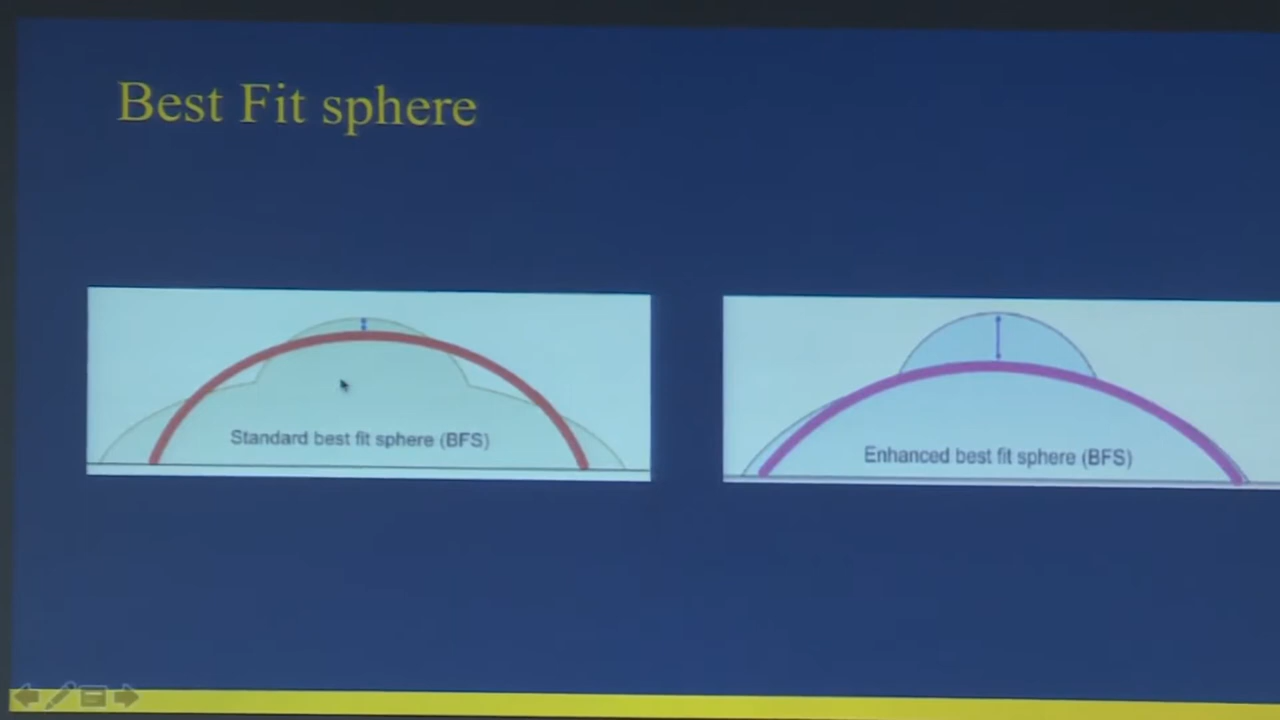 Best Fit sphere
Standard best fit sphere (BFS)
Enhanced best fit sphere (BFS)